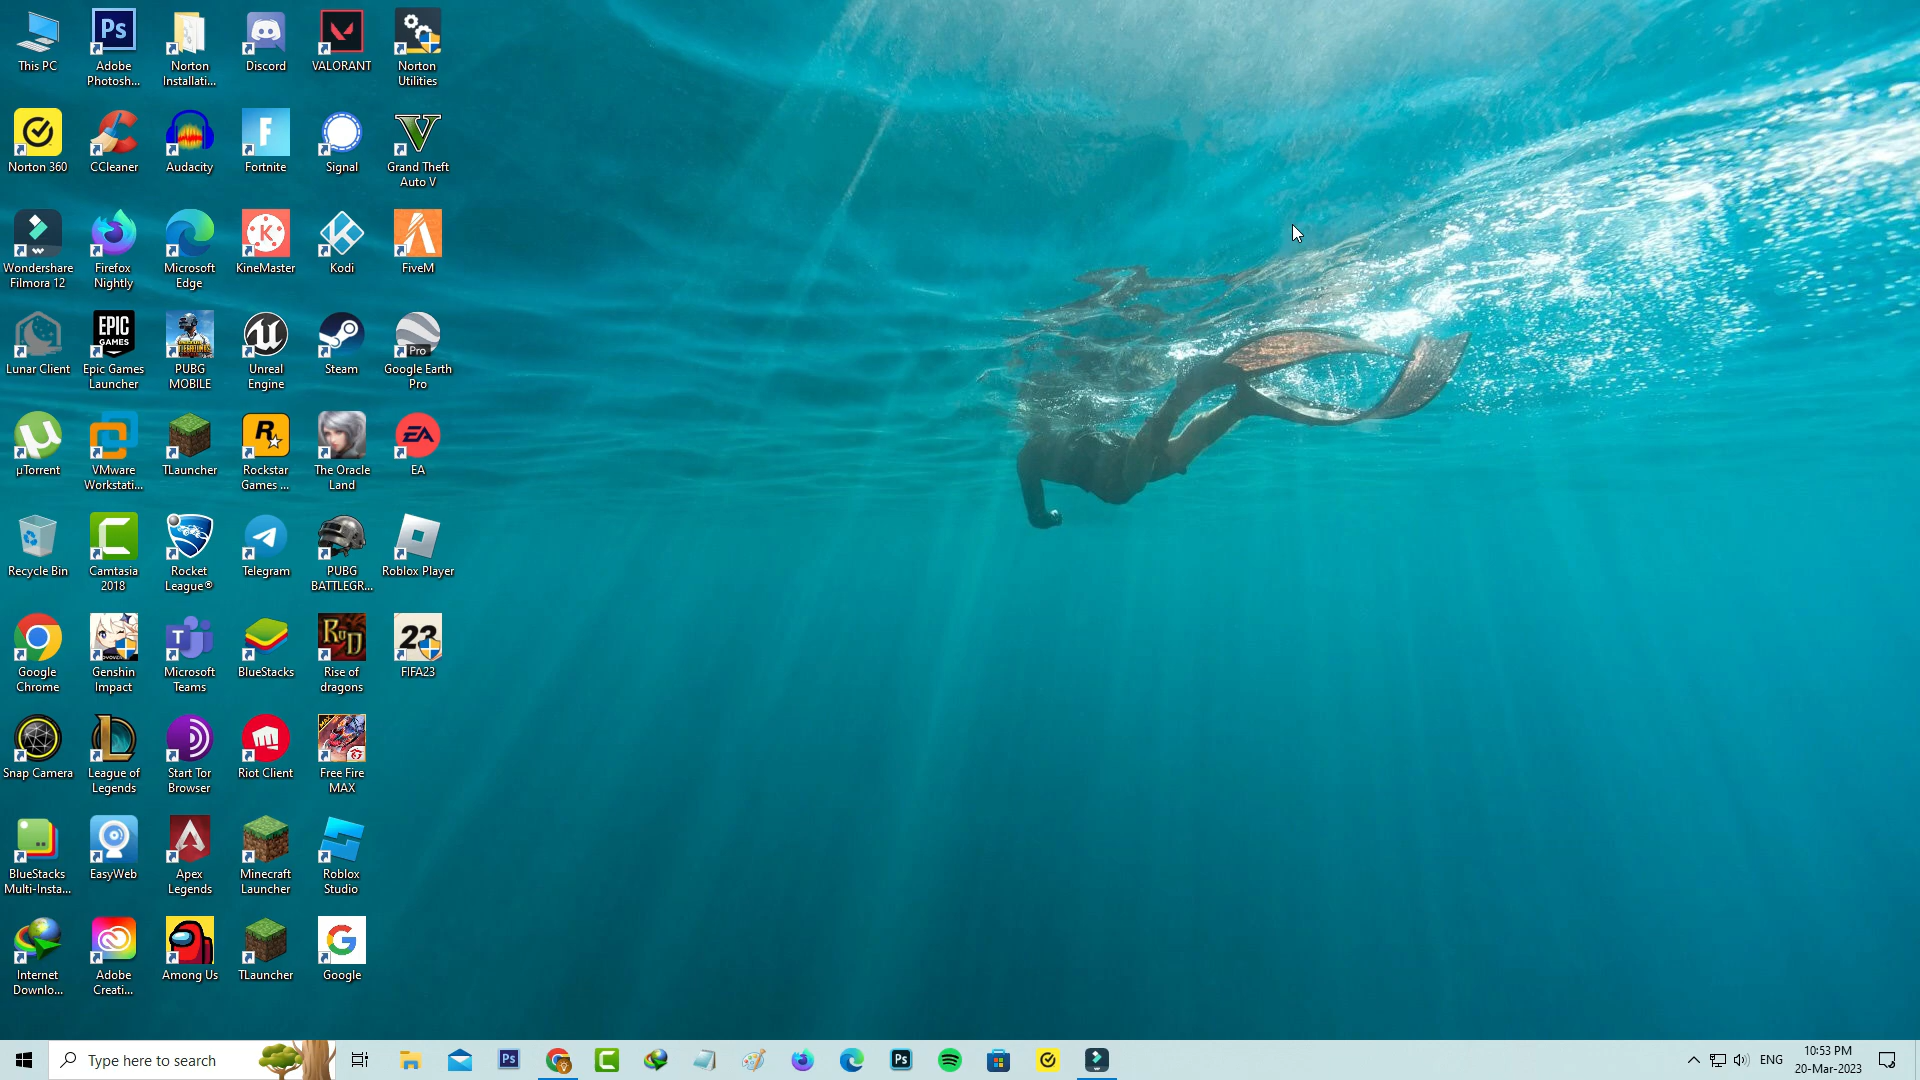 This PC
Adobe
Photosh...
Norton
Installati...
Discord
VALORANT
Norton
Utilities
Norton 360
CCleaner
Audacity
Fortnite
Signal
Grand Theft
Auto V
Wondershare
Filmora 12
Firefox
Nightly
Microsoft
Edge
KineMaster
Kodi
FiveM
Lunar Client
Epic Games
Launcher
PUBG
MOBILE
Unreal
Engine
Steam
Google Earth
Pro
µTorrent
VMware
Workstati...
TLauncher
Rockstar
Games ...
The Oracle
Land
EA
Recycle Bin
Camtasia
2018
Rocket
League®
Telegram
PUBG
BATTLEGR...
Roblox Player
Google
Chrome
Genshin
Impact
Microsoft
Teams
BlueStacks
Rise of
dragons
FIFA23
Snap Camera
League of
Legends
Start Tor
Browser
Riot Client
Free Fire
MAX
BlueStacks
Multi-Insta...
EasyWeb
Apex
Legends
Minecraft
Launcher
Roblox
Studio
Internet
Downlo...
Adobe
Creati...
Among Us
TLauncher
Google
Type here to search
ENG
10:53 PM
20-Mar-2023